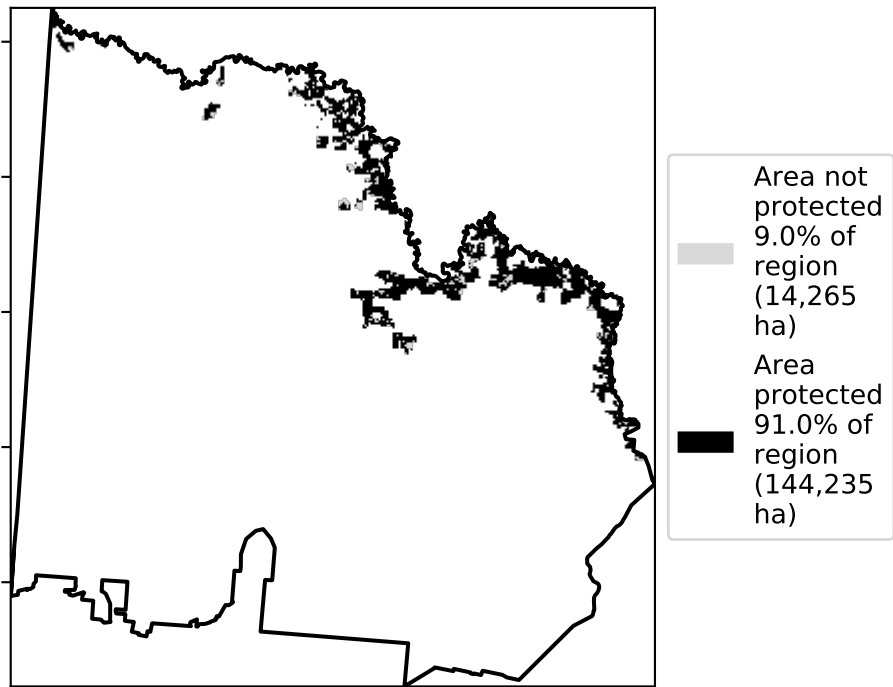 Area not
protected
9.0% of
region
(14,265
ha)
Area
protected
91.0% of
region
(144,235
ha)